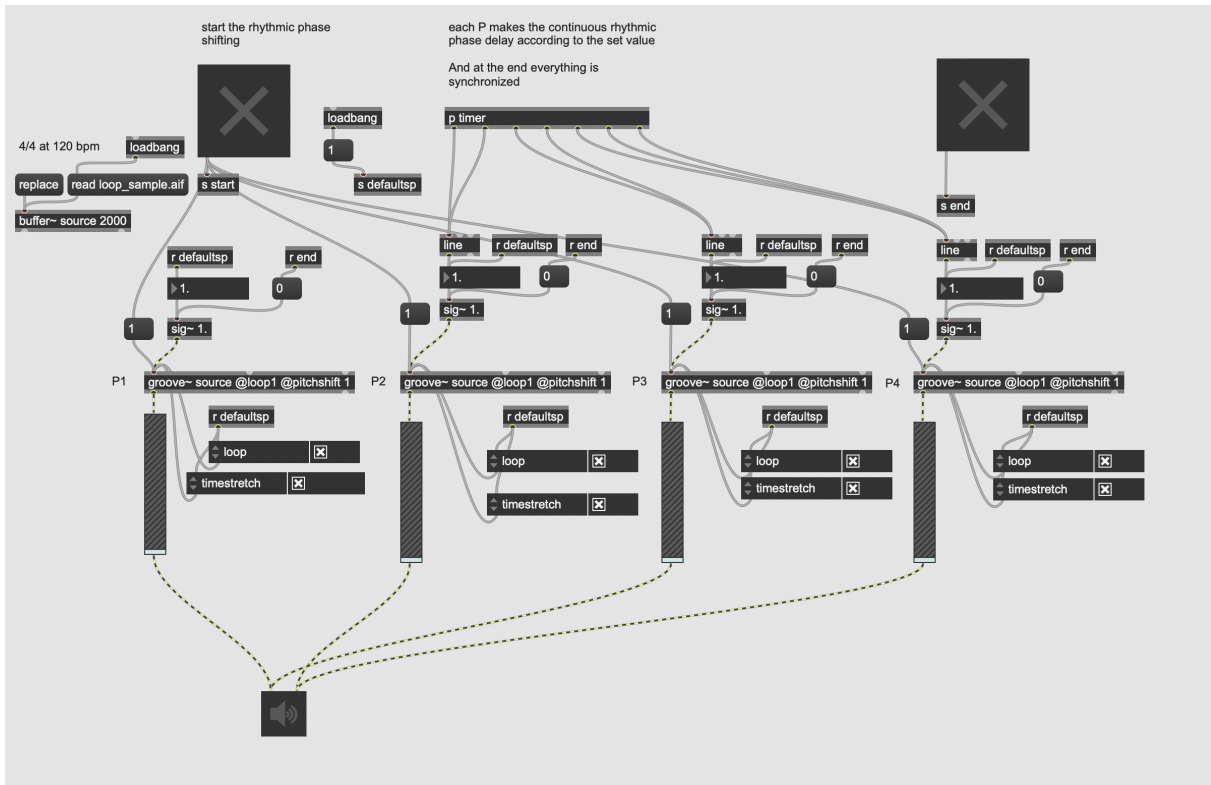 start the rhythmic phase
shifting
each P makes the continuous rhythmic
phase delay according to the set value
And at the end everything is
synchronized
loadbang
p timer
4/4 at 120 bpm
loadbang
1
replace
read loop_sample.aif
s start
s defaultsp
s end
buffer~ source 2000
r defaultsp
r end
line
r defaultsp
r end
line
r defaultsp
r end
line
r defaultsp
r end
1.
0
1.
0
1.
0
1.
0
1
sig~ 1.
1
sig~ 1.
1
sig~ 1.
1
sig~ 1.
P1
groove~ source @loop1 @pitchshift 1
P2
groove~ source @loop1 @pitchshift 1
P3
groove~ source @loop1 @pitchshift 1
P4
groove~ source @loop1 @pitchshift 1
r defaultsp
r defaultsp
r defaultsp
r defaultsp
loop
loop
loop
loop
timestretch
timestretch
timestretch
timestretch